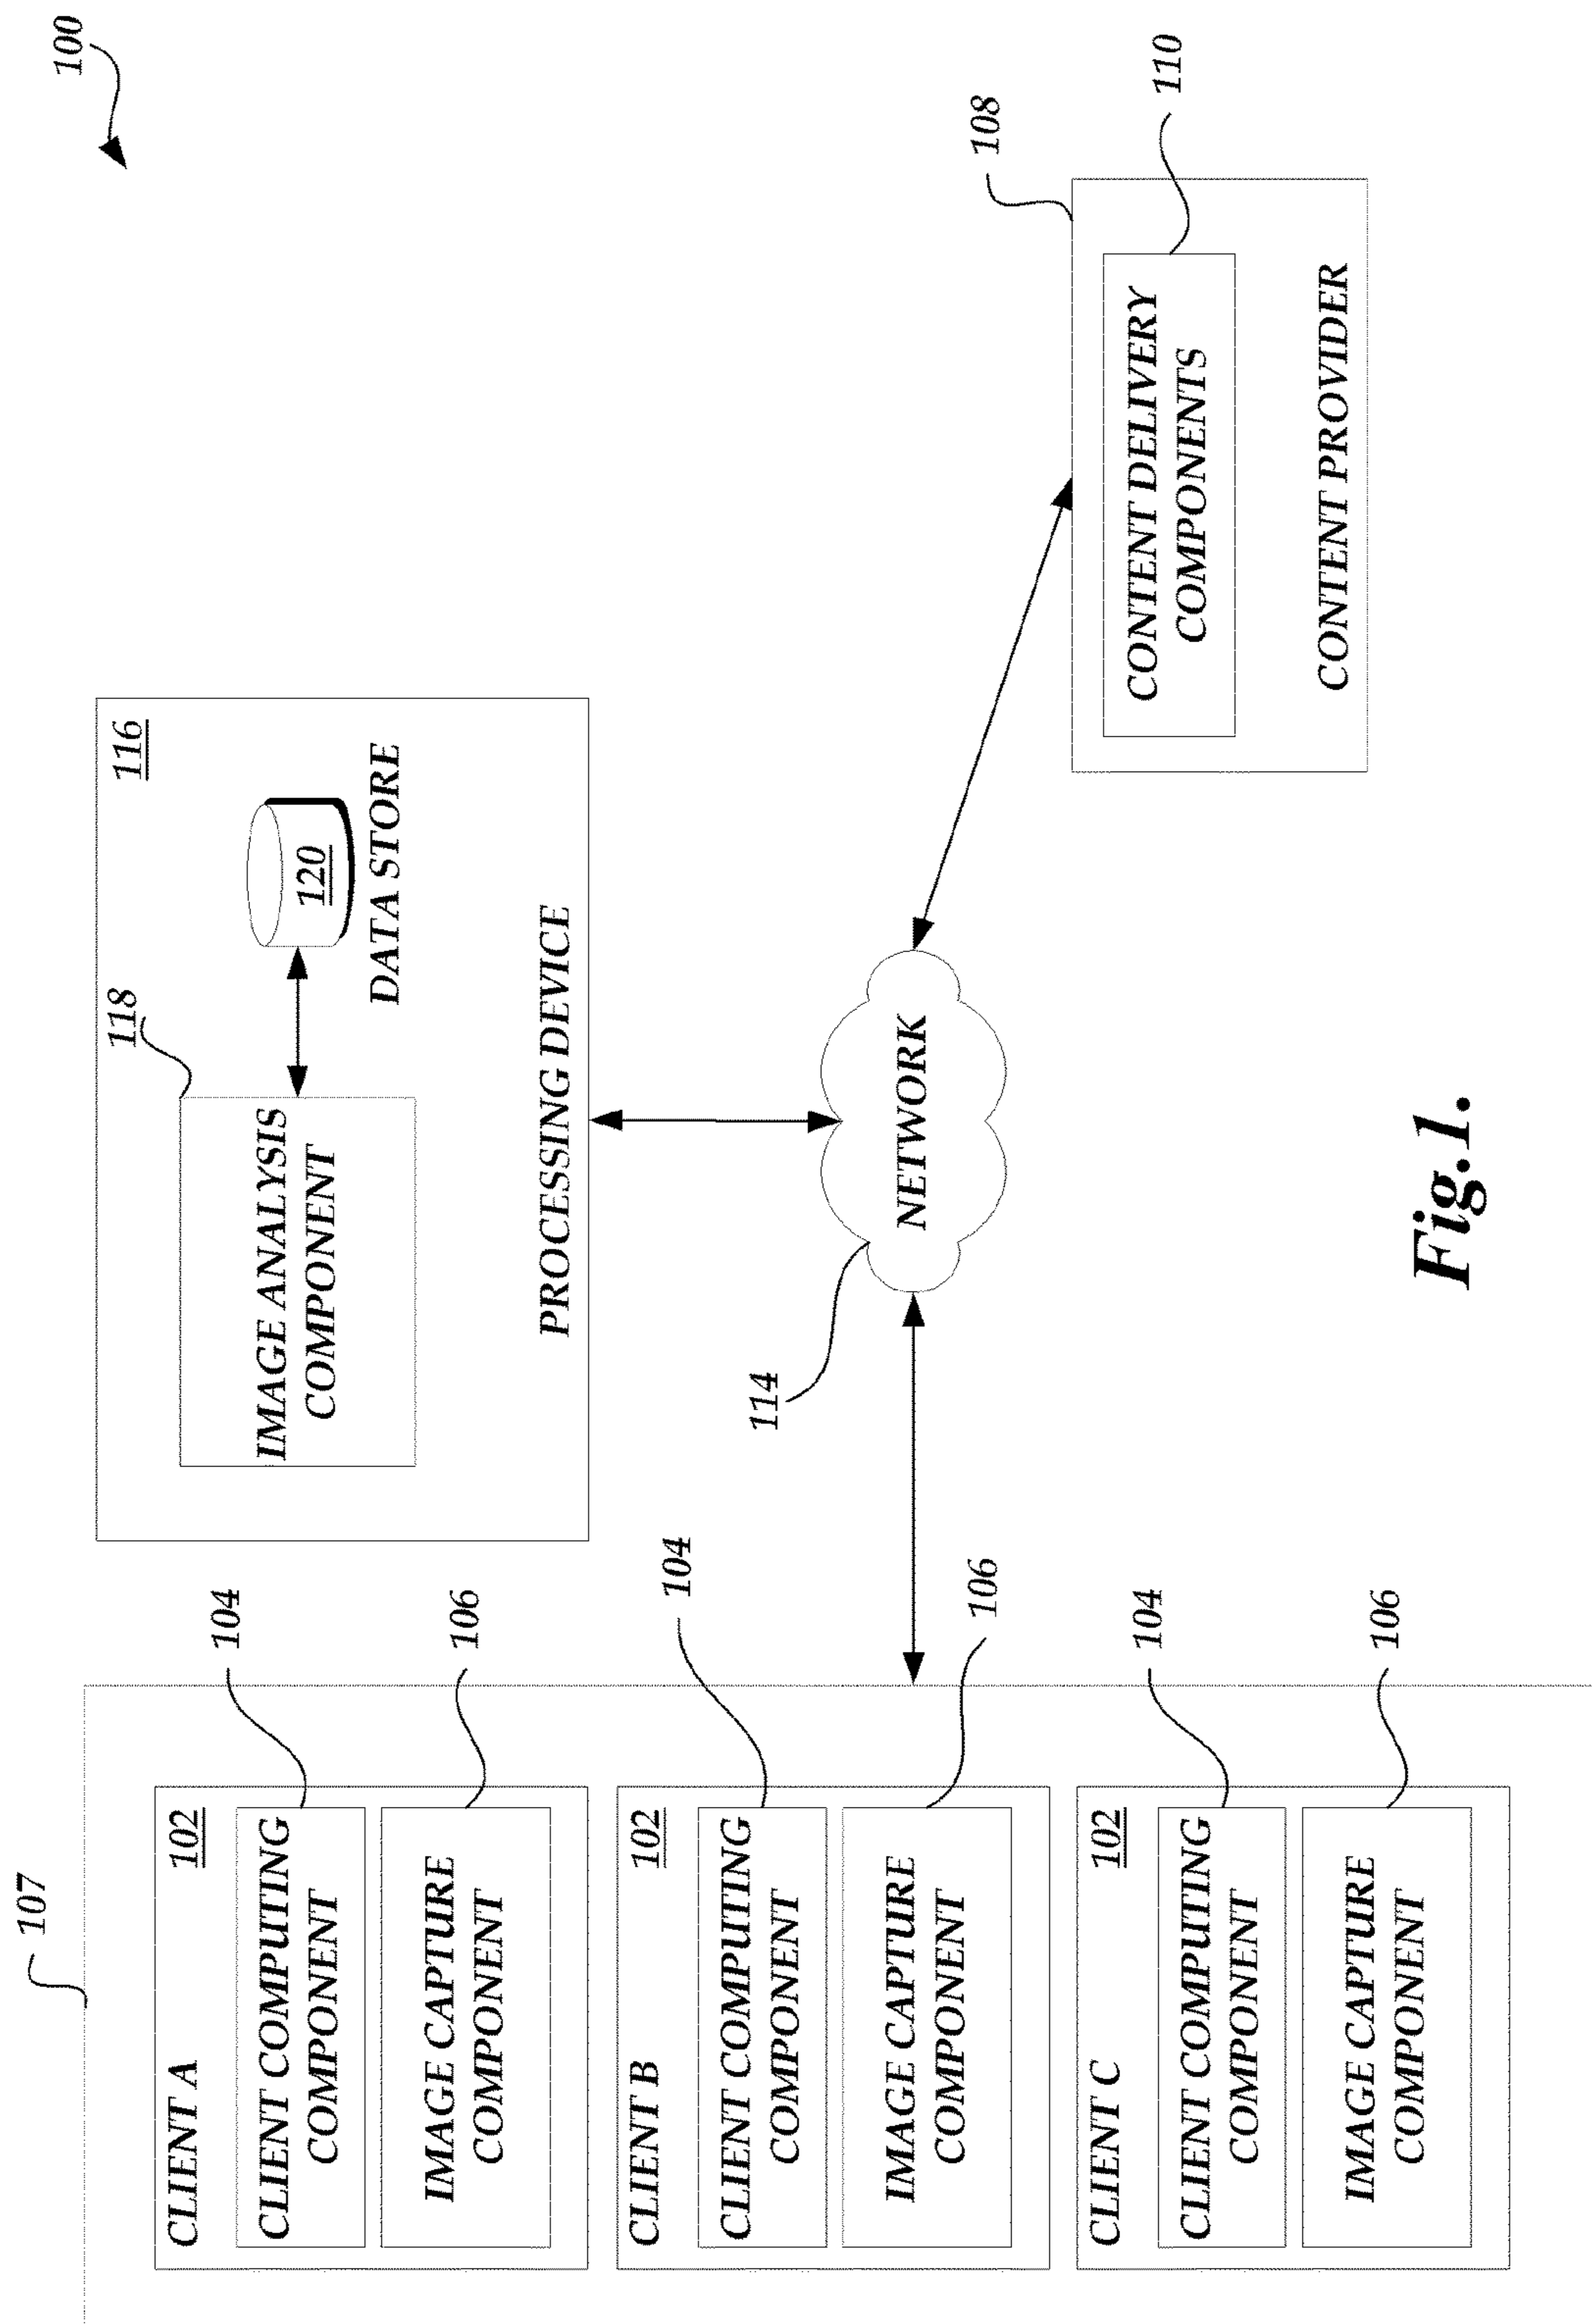 100
107
CLIENT A
102
CLIENT COMPUTING
COMPONENT
104
IMAGE CAPTURE
COMPONENT
106
CLIENT B
102
CLIENT COMPUTING
COMPONENT
104
IMAGE CAPTURE
COMPONENT
106
CLIENT C
102
CLIENT COMPUTING
COMPONENT
104
IMAGE CAPTURE
COMPONENT
106
116
118
IMAGE ANALYSIS
COMPONENT
120
DATA STORE
PROCESSING DEVICE
114
NETWORK
108
110
CONTENT DELIVERY
COMPONENTS
CONTENT PROVIDER
Fig.1.